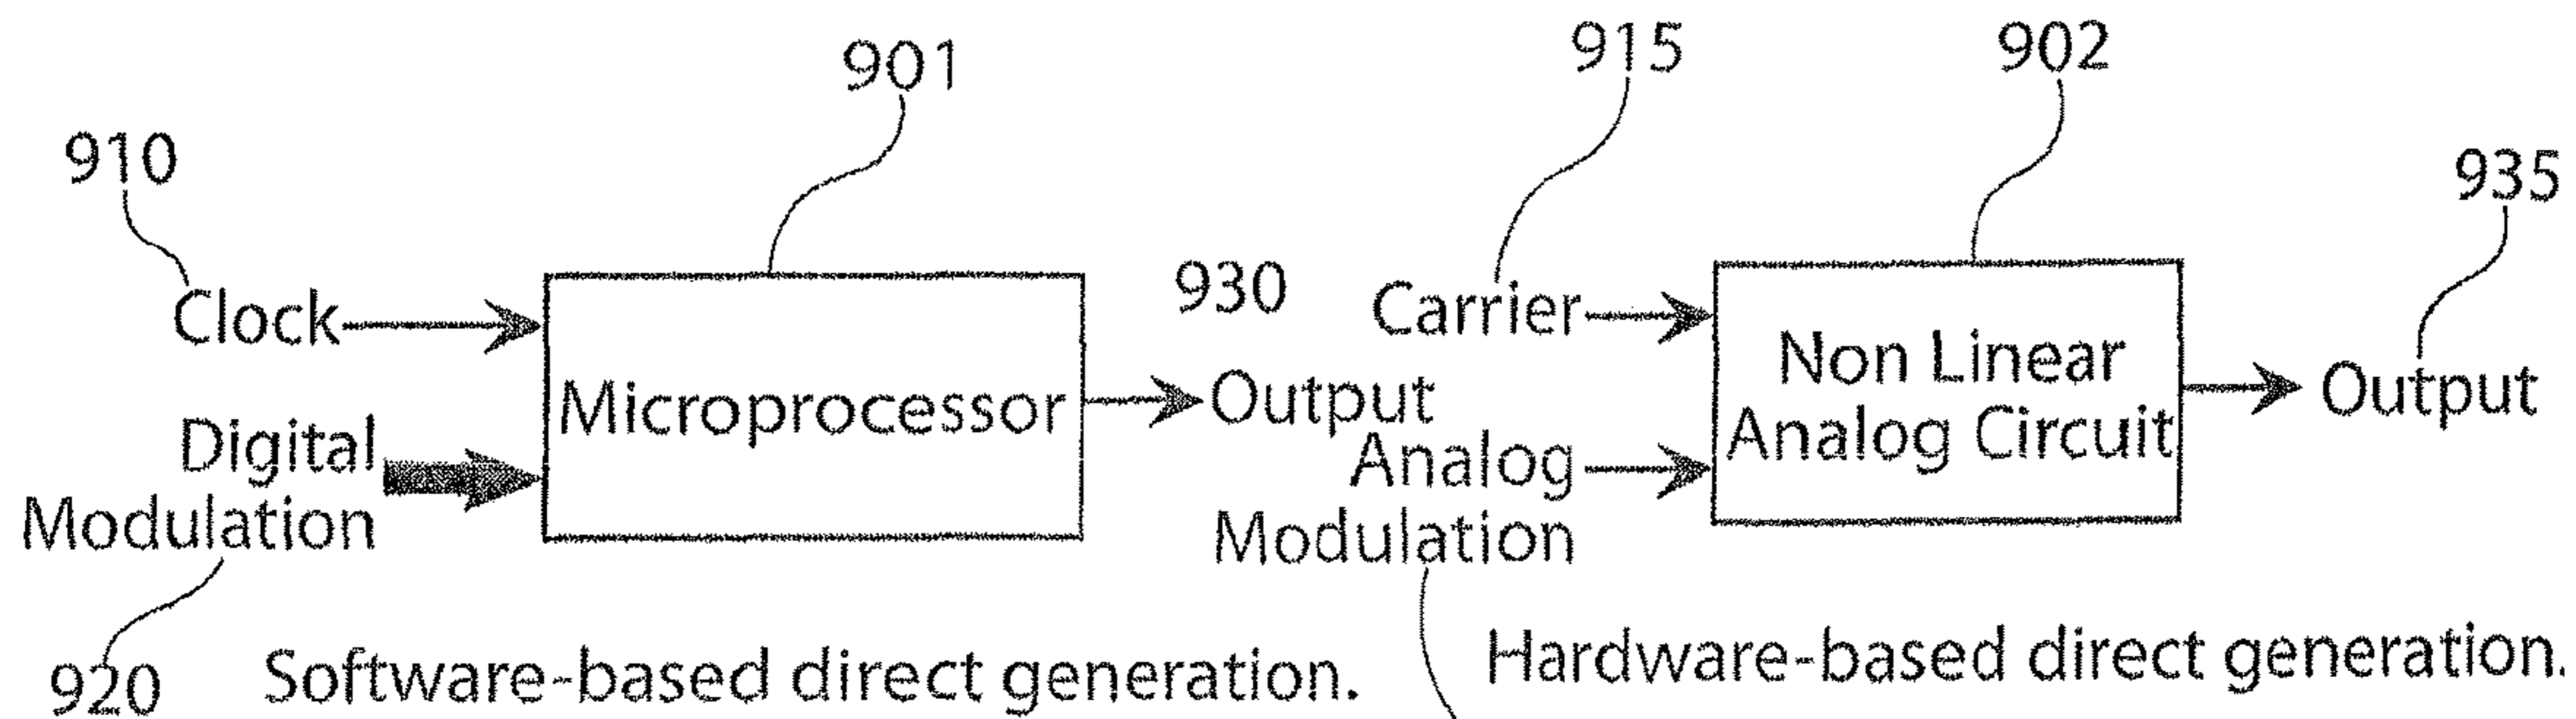 901
910
Clock
Microprocessor
930
Output
Digital
Modulation
920
Software-based direct generation.
915
902
935
Carrier
Non Linear
Analog Circuit
Output
Analog
Modulation
Hardware-based direct generation.